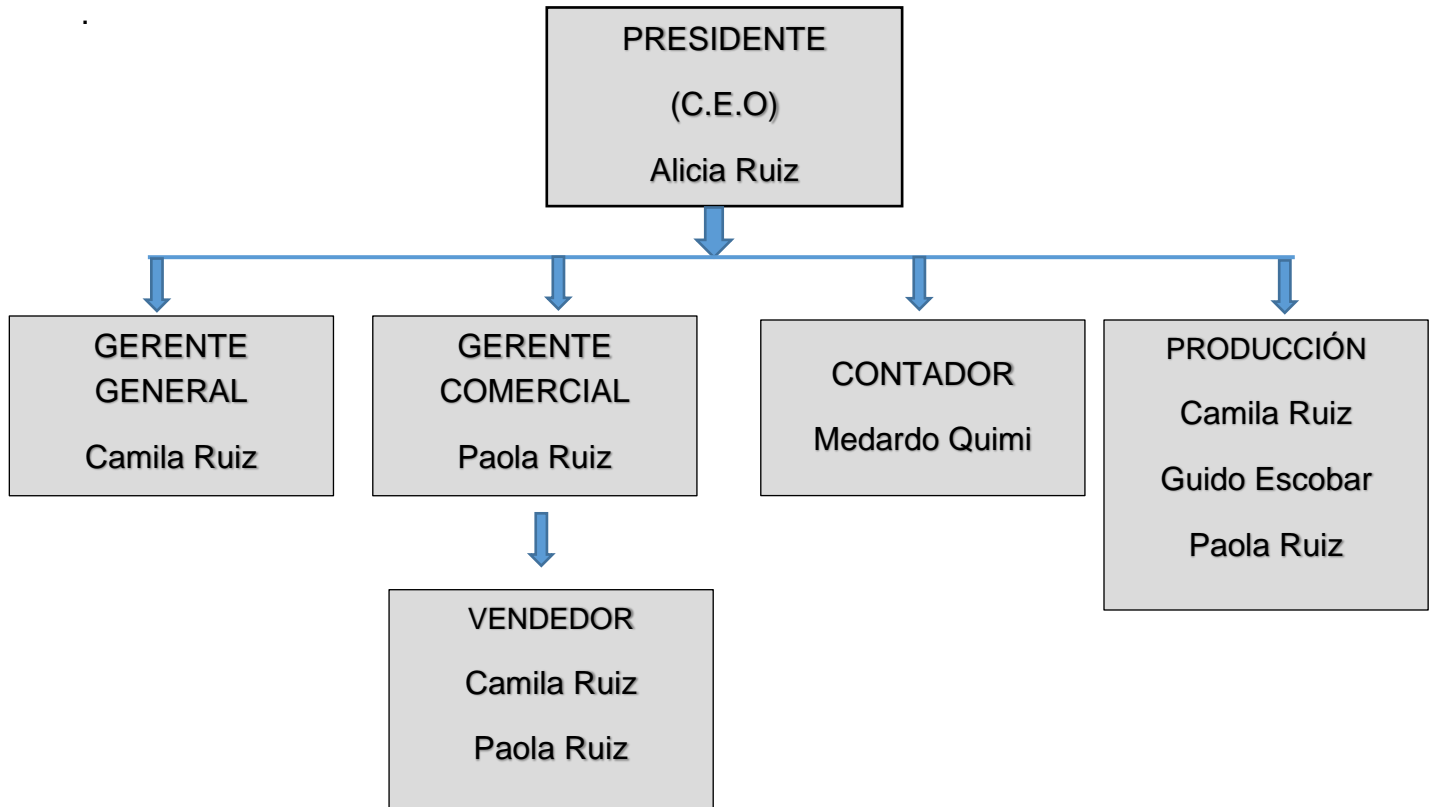 .
PRESIDENTE
(C.E.O)
Alicia Ruiz
GERENTE
GENERAL
Camila Ruiz
GERENTE
COMERCIAL
Paola Ruiz
CONTADOR
Medardo Quimi
PRODUCCIÓN
Camila Ruiz
Guido Escobar
Paola Ruiz
VENDEDOR
Camila Ruiz
Paola Ruiz